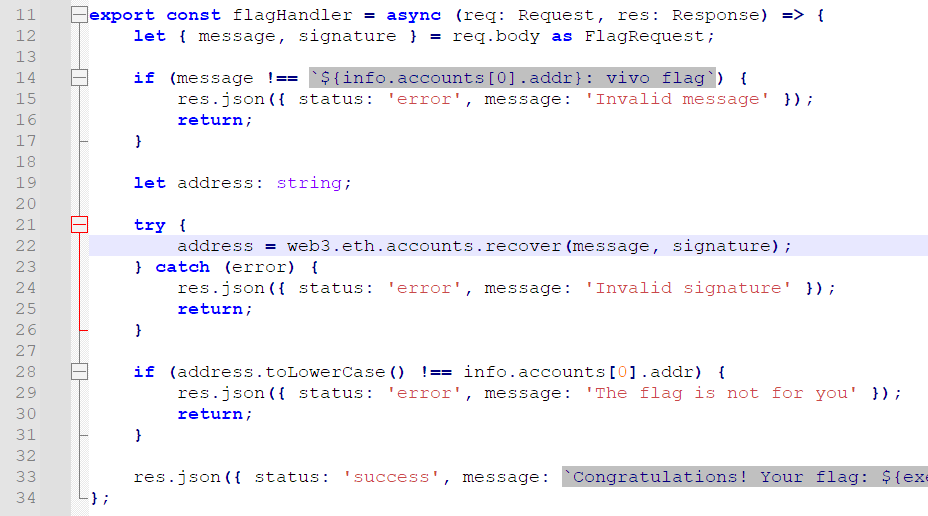 11 export const flagHandler = async (req: Request, res: Response) => {
12     let { message, signature } = req.body as FlagRequest;
13
14     if (message !== `${info.accounts[0].addr}: vivo flag`) {
15         res.json({ status: 'error', message: 'Invalid message' });
16         return;
17     }
18
19     let address: string;
20
21     try {
22         address = web3.eth.accounts.recover(message, signature);
23     } catch (error) {
24         res.json({ status: 'error', message: 'Invalid signature' });
25         return;
26     }
27
28     if (address.toLowerCase() !== info.accounts[0].addr) {
29         res.json({ status: 'error', message: 'The flag is not for you' });
30         return;
31     }
32
33     res.json({ status: 'success', message: `Congratulations! Your flag: ${exe
34 };